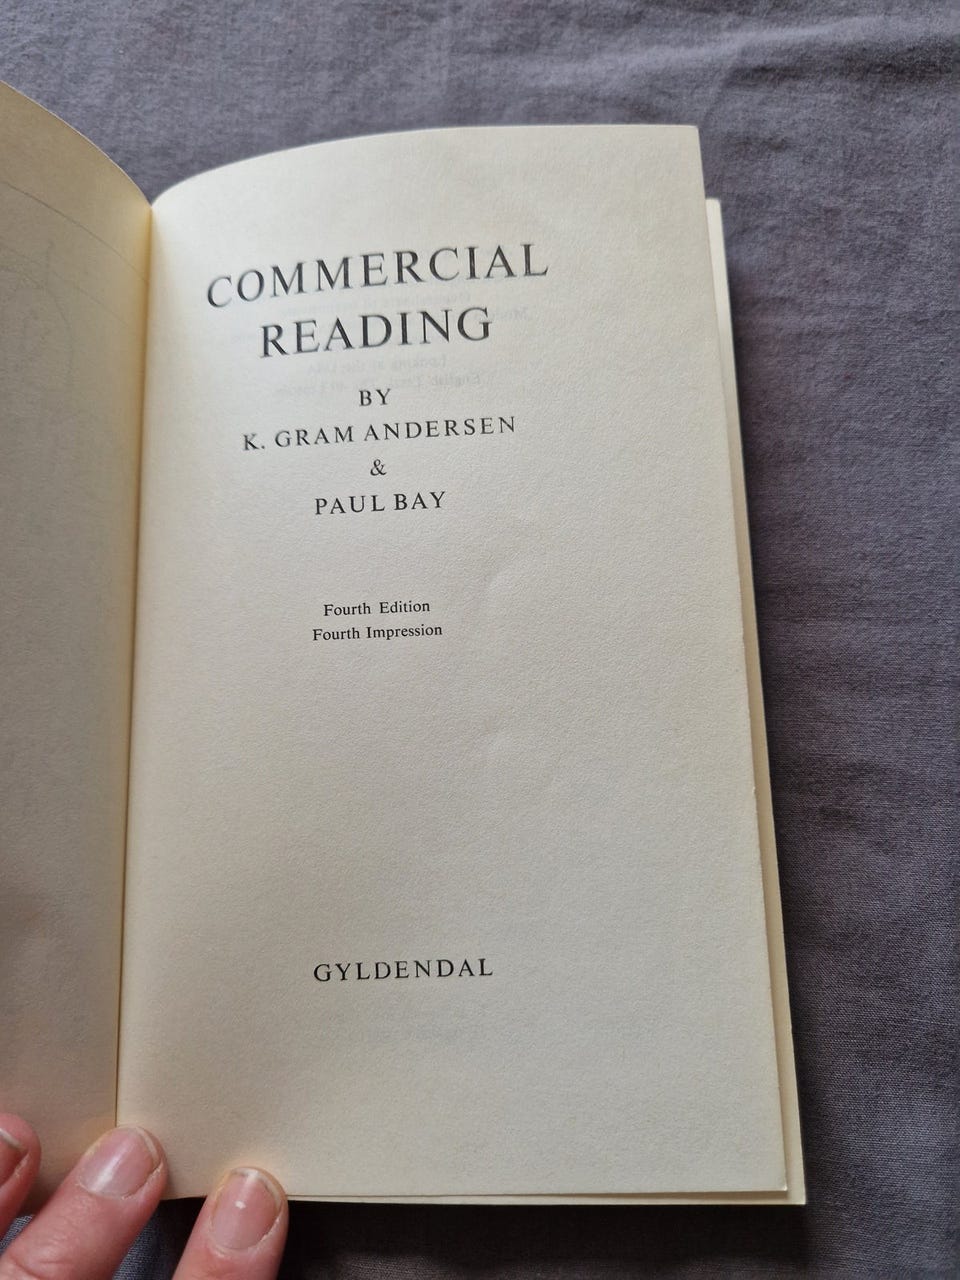 COMMERCIAL
READING
BY
K. GRAM ANDERSEN
&
PAUL BAY
Fourth Edition
Fourth Impression
GYLDENDAL